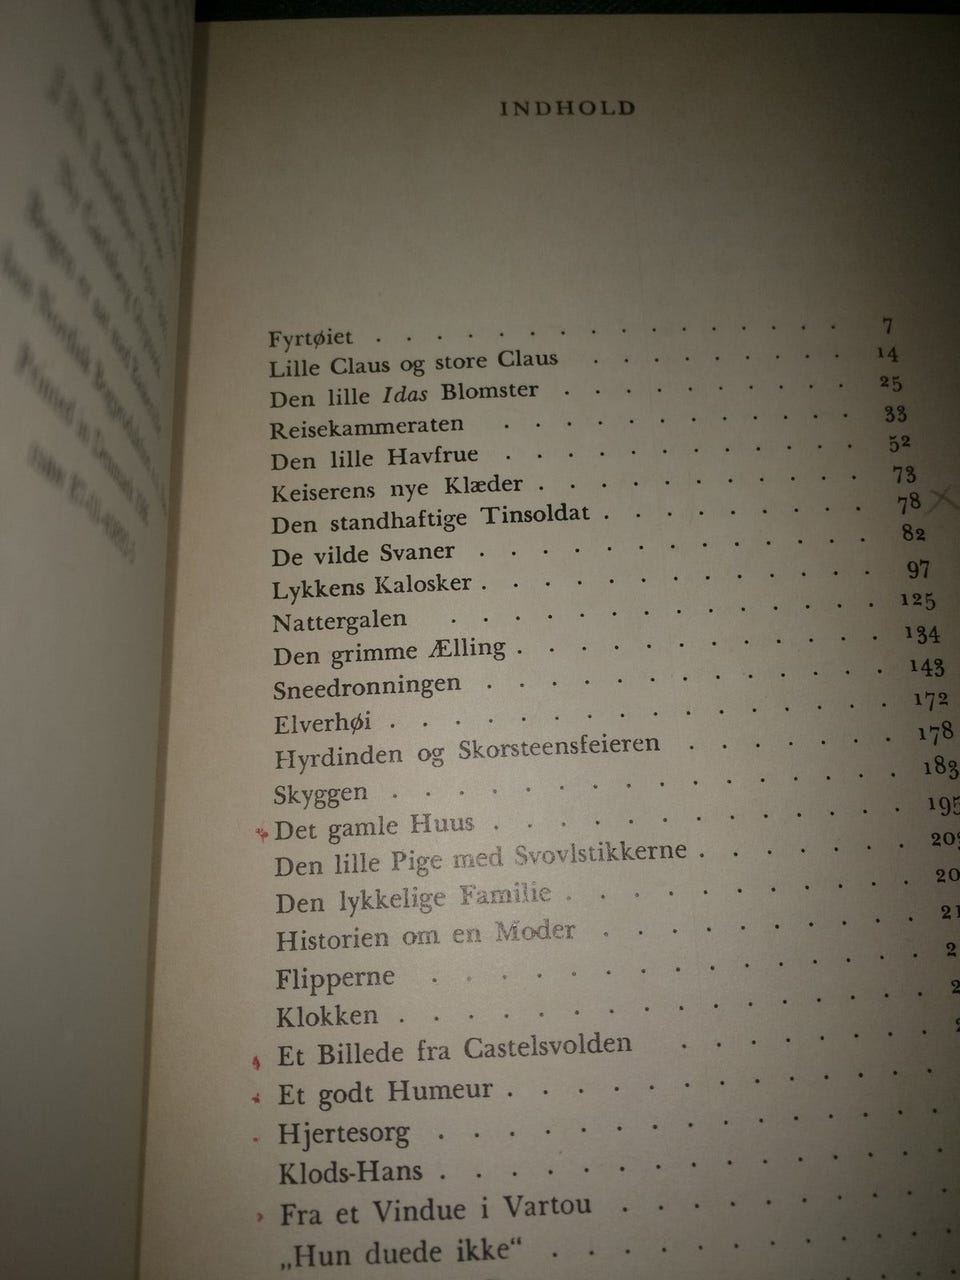 INDHOLD
Fyrtøiet . . . . . . . . . . . . . . . . 7
Lille Claus og store Claus . . . . . . . . . 14
Den lille Idas Blomster . . . . . . . . . . 25
Reisekammeraten . . . . . . . . . . . . 33
Den lille Havfrue . . . . . . . . . . . . 52
Keiserens nye Klæder . . . . . . . . . . . 73
Den standhaftige Tinsoldat . . . . . . . . . 78
De vilde Svaner . . . . . . . . . . . . . 82
Lykkens Kalosker . . . . . . . . . . . . . 97
Nattergalen . . . . . . . . . . . . . . 125
Den grimme Ælling . . . . . . . . . . . . 134
Sneedronningen . . . . . . . . . . . . . 143
Elverhøi . . . . . . . . . . . . . . . . 172
Hyrdinden og Skorsteensfeieren . . . . . . . 178
Skyggen . . . . . . . . . . . . . . . . 183
Det gamle Huus . . . . . . . . . . . . . 195
Den lille Pige med Svovlstikkerne . . . . . . .
Den lykkelige Familie . . . . . . . . . . .
Historien om en Moder . . . . . . . . . .
Flipperne . . . . . . . . . . . . . . .
Klokken . . . . . . . . . . . . . . . .
Et Billede fra Castelsvolden . . . . . . . .
Et godt Humeur . . . . . . . . . . . . .
Hjertesorg . . . . . . . . . . . . . . .
Klods-Hans . . . . . . . . . . . . . . .
Fra et Vindue i Vartou . . . . . . . . . .
„Hun duede ikke“ . . . . . . . . . . . .